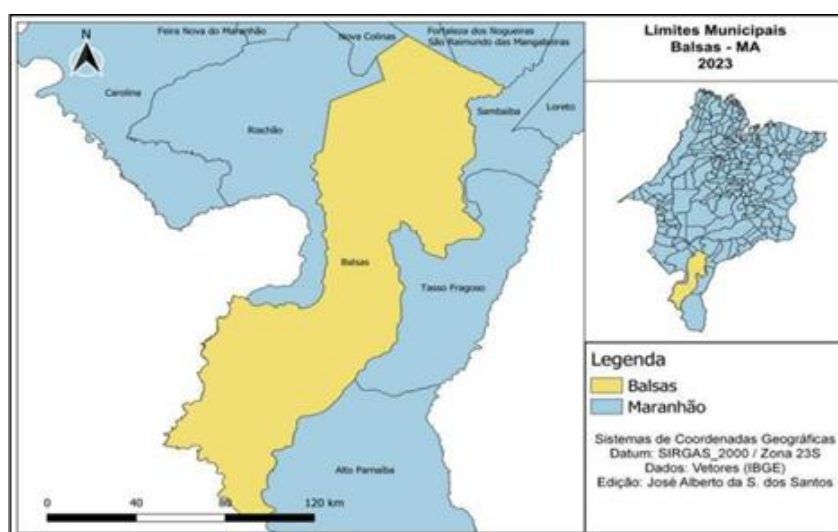 N
Feira Nova do Maranhão
Nova Colinas
Fortaleza dos Nogueiras
São Raimundo das Mangabeiras
Carolina
Riachão
Sambaíba
Loreto
Balsas
Tasso Fragoso
Alto Parnaíba
0 40 80 120 km
Limites Municipais
Balsas - MA
2023
Legenda
Balsas
Maranhão
Sistemas de Coordenadas Geográficas
Datum: SIRGAS_2000 / Zona 23S
Dados: Vetores (IBGE)
Edição: José Alberto da S. dos Santos